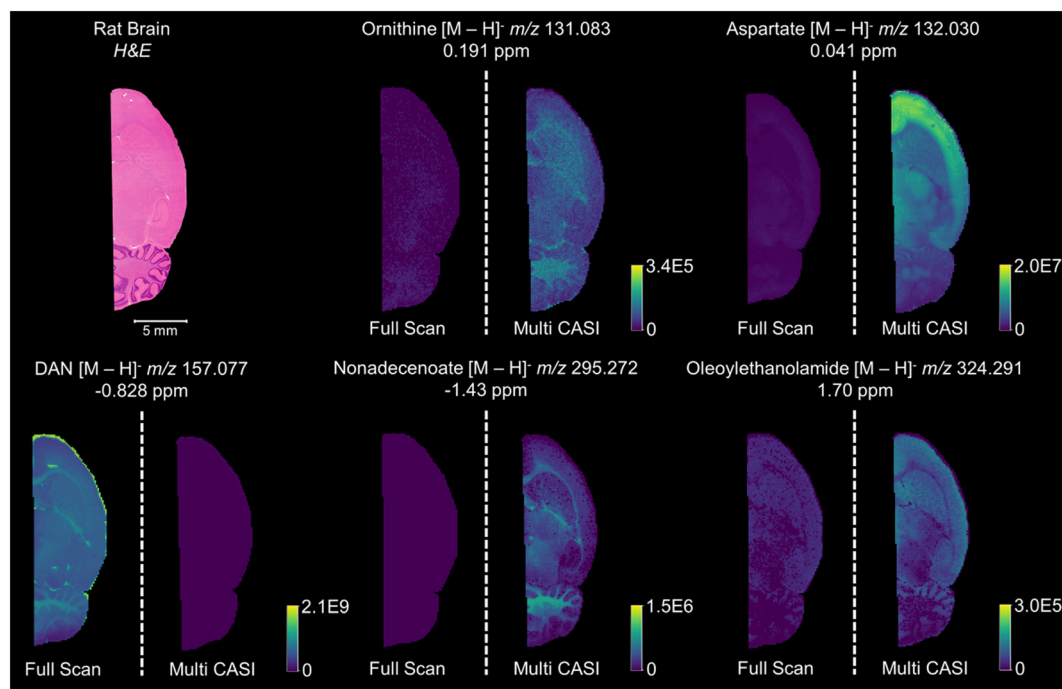 Rat Brain
H&E
5 mm
Ornithine [M – H]⁻ m/z 131.083
0.191 ppm
3.4E5
0
Full Scan
Multi CASI
Aspartate [M – H]⁻ m/z 132.030
0.041 ppm
2.0E7
0
Full Scan
Multi CASI
DAN [M – H]⁻ m/z 157.077
-0.828 ppm
2.1E9
0
Full Scan
Multi CASI
Nonadecenoate [M – H]⁻ m/z 295.272
-1.43 ppm
1.5E6
0
Full Scan
Multi CASI
Oleoylethanolamide [M – H]⁻ m/z 324.291
1.70 ppm
3.0E5
0
Full Scan
Multi CASI